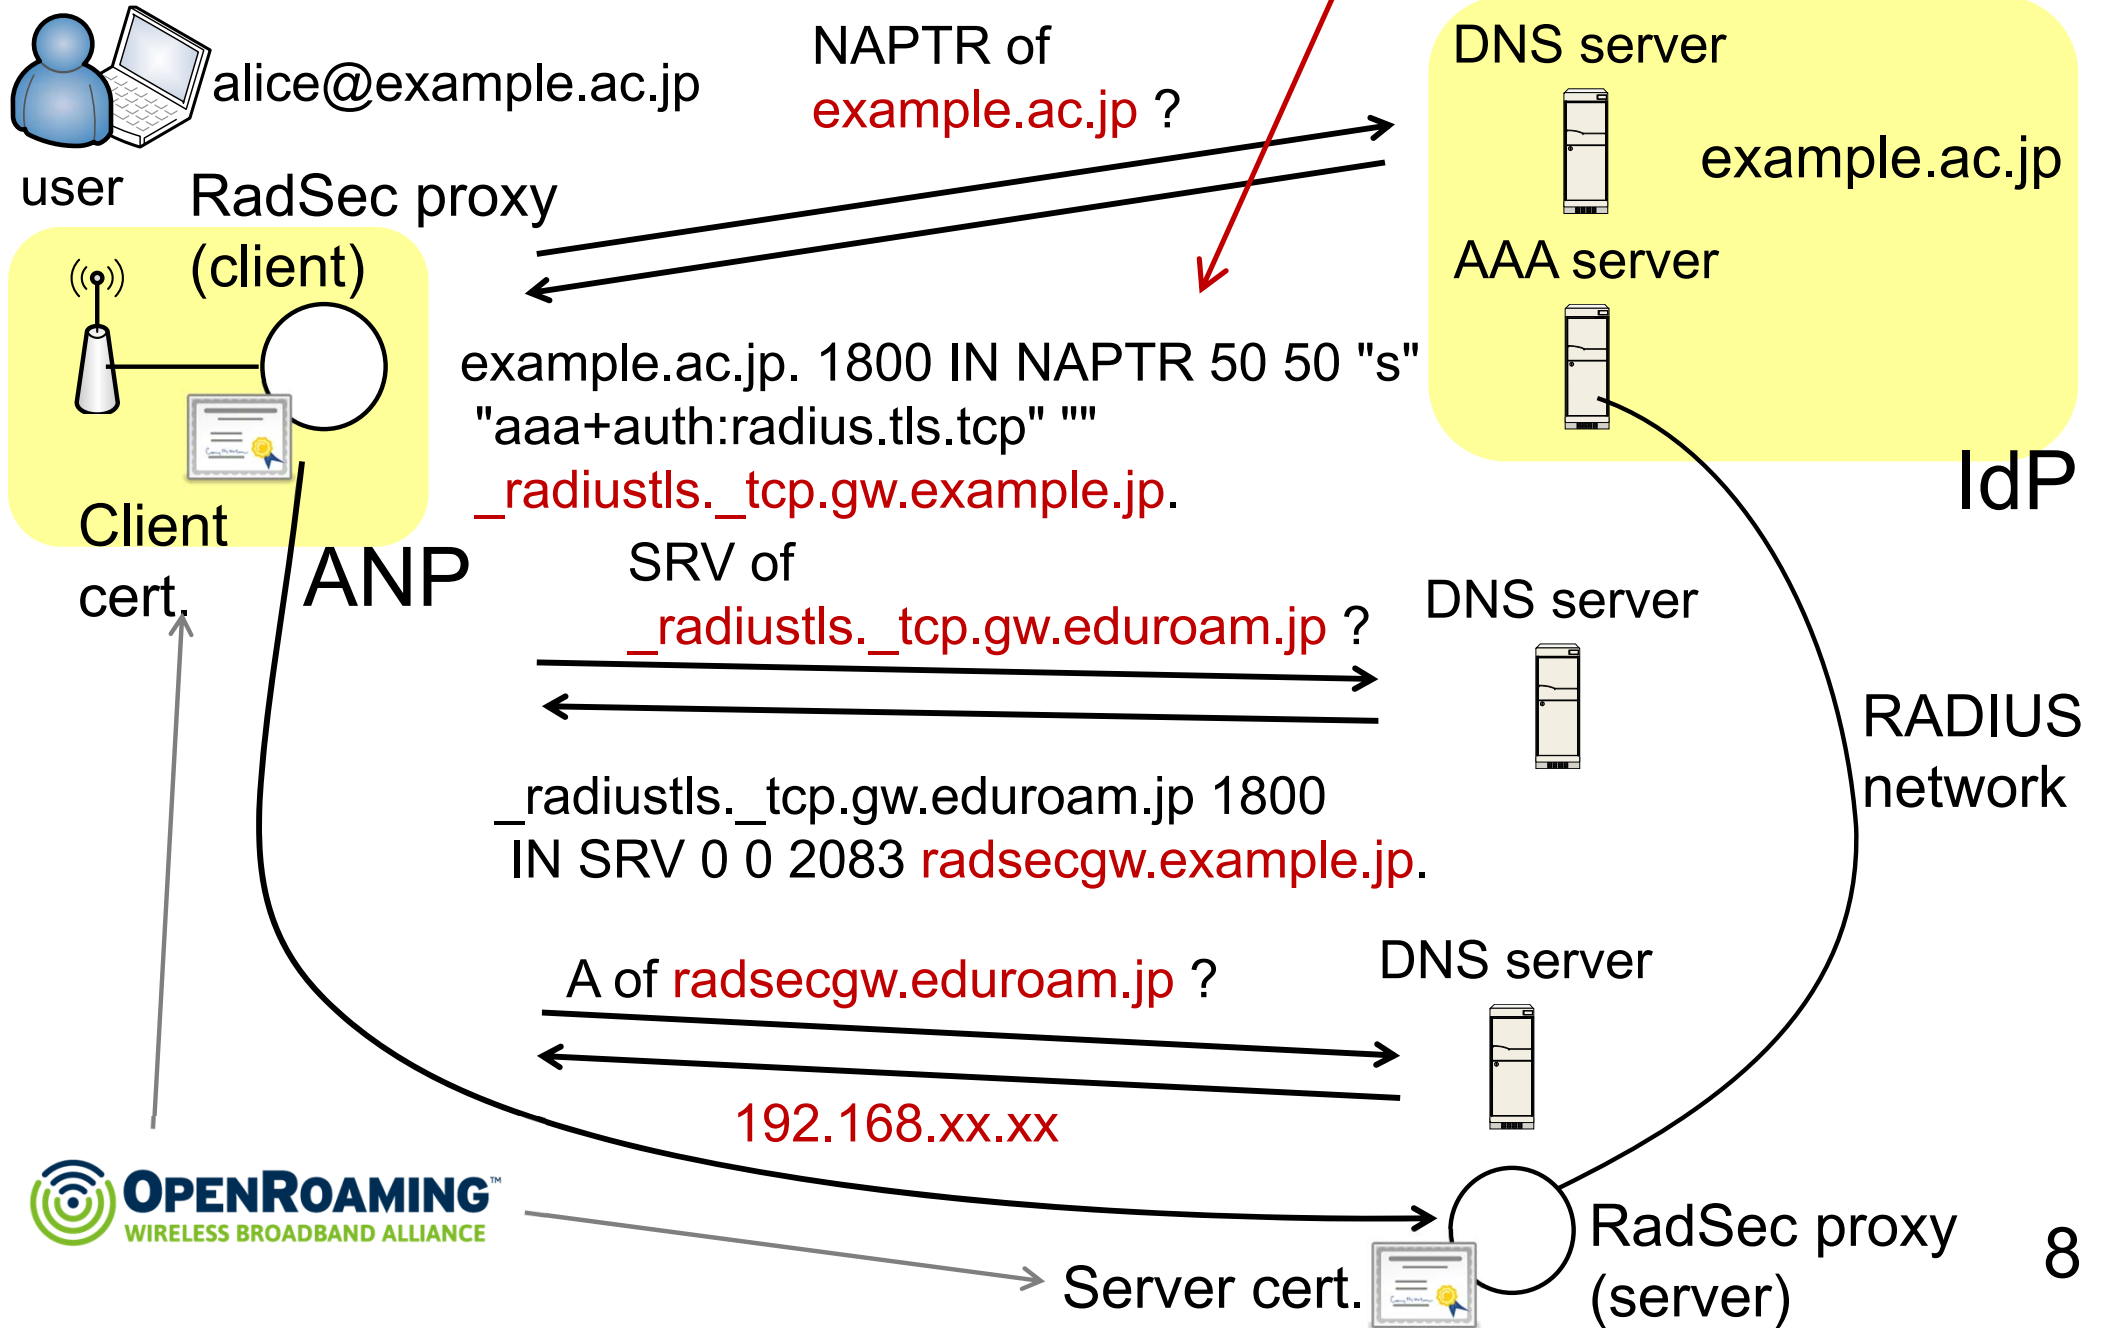 alice@example.ac.jp
user
NAPTR of
example.ac.jp ?
DNS server
example.ac.jp
AAA server
IdP
RadSec proxy
(client)
Client
cert.
ANP
example.ac.jp. 1800 IN NAPTR 50 50 "s"
"aaa+auth:radius.tls.tcp" ""
_radiustls._tcp.gw.example.jp.
SRV of
_radiustls._tcp.gw.eduroam.jp ?
DNS server
RADIUS
network
_radiustls._tcp.gw.eduroam.jp 1800
IN SRV 0 0 2083 radsecgw.example.jp.
A of radsecgw.eduroam.jp ?
DNS server
192.168.xx.xx
OPENROAMING™
WIRELESS BROADBAND ALLIANCE
Server cert.
RadSec proxy
(server)
8